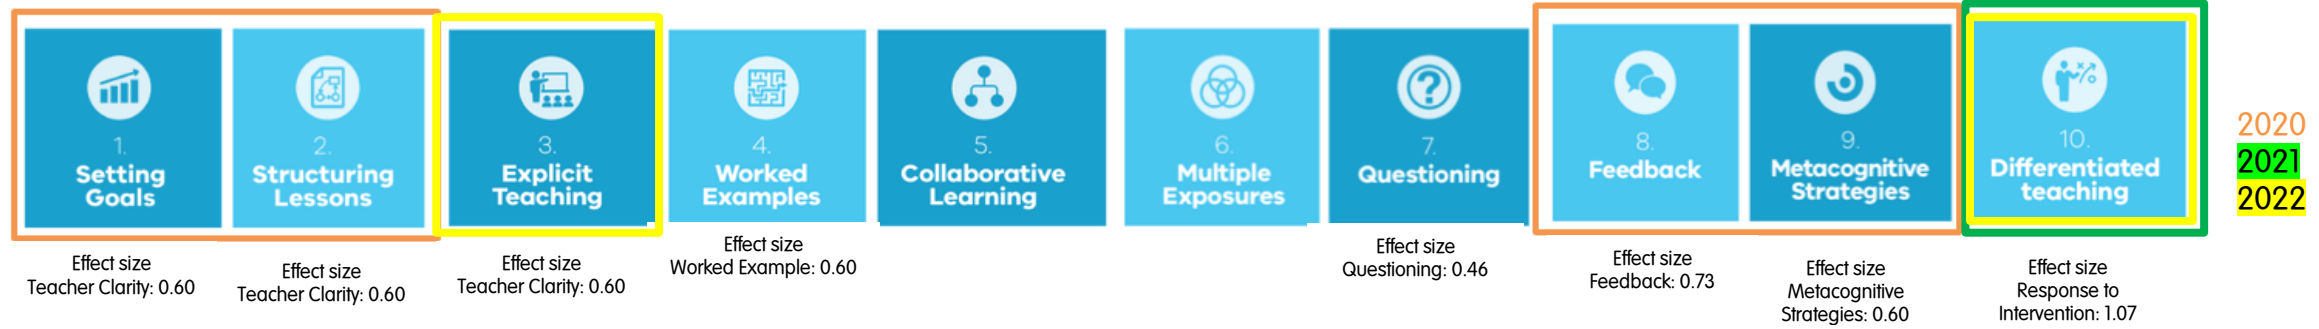 1.
Setting
Goals
Effect size
Teacher Clarity: 0.60
2.
Structuring
Lessons
Effect size
Teacher Clarity: 0.60
3.
Explicit
Teaching
Effect size
Teacher Clarity: 0.60
4.
Worked
Examples
Effect size
Worked Example: 0.60
5.
Collaborative
Learning
6.
Multiple
Exposures
7.
Questioning
Effect size
Questioning: 0.46
8.
Feedback
Effect size
Feedback: 0.73
9.
Metacognitive
Strategies
Effect size
Metacognitive
Strategies: 0.60
10.
Differentiated
teaching
Effect size
Response to
Intervention: 1.07
2020
2021
2022